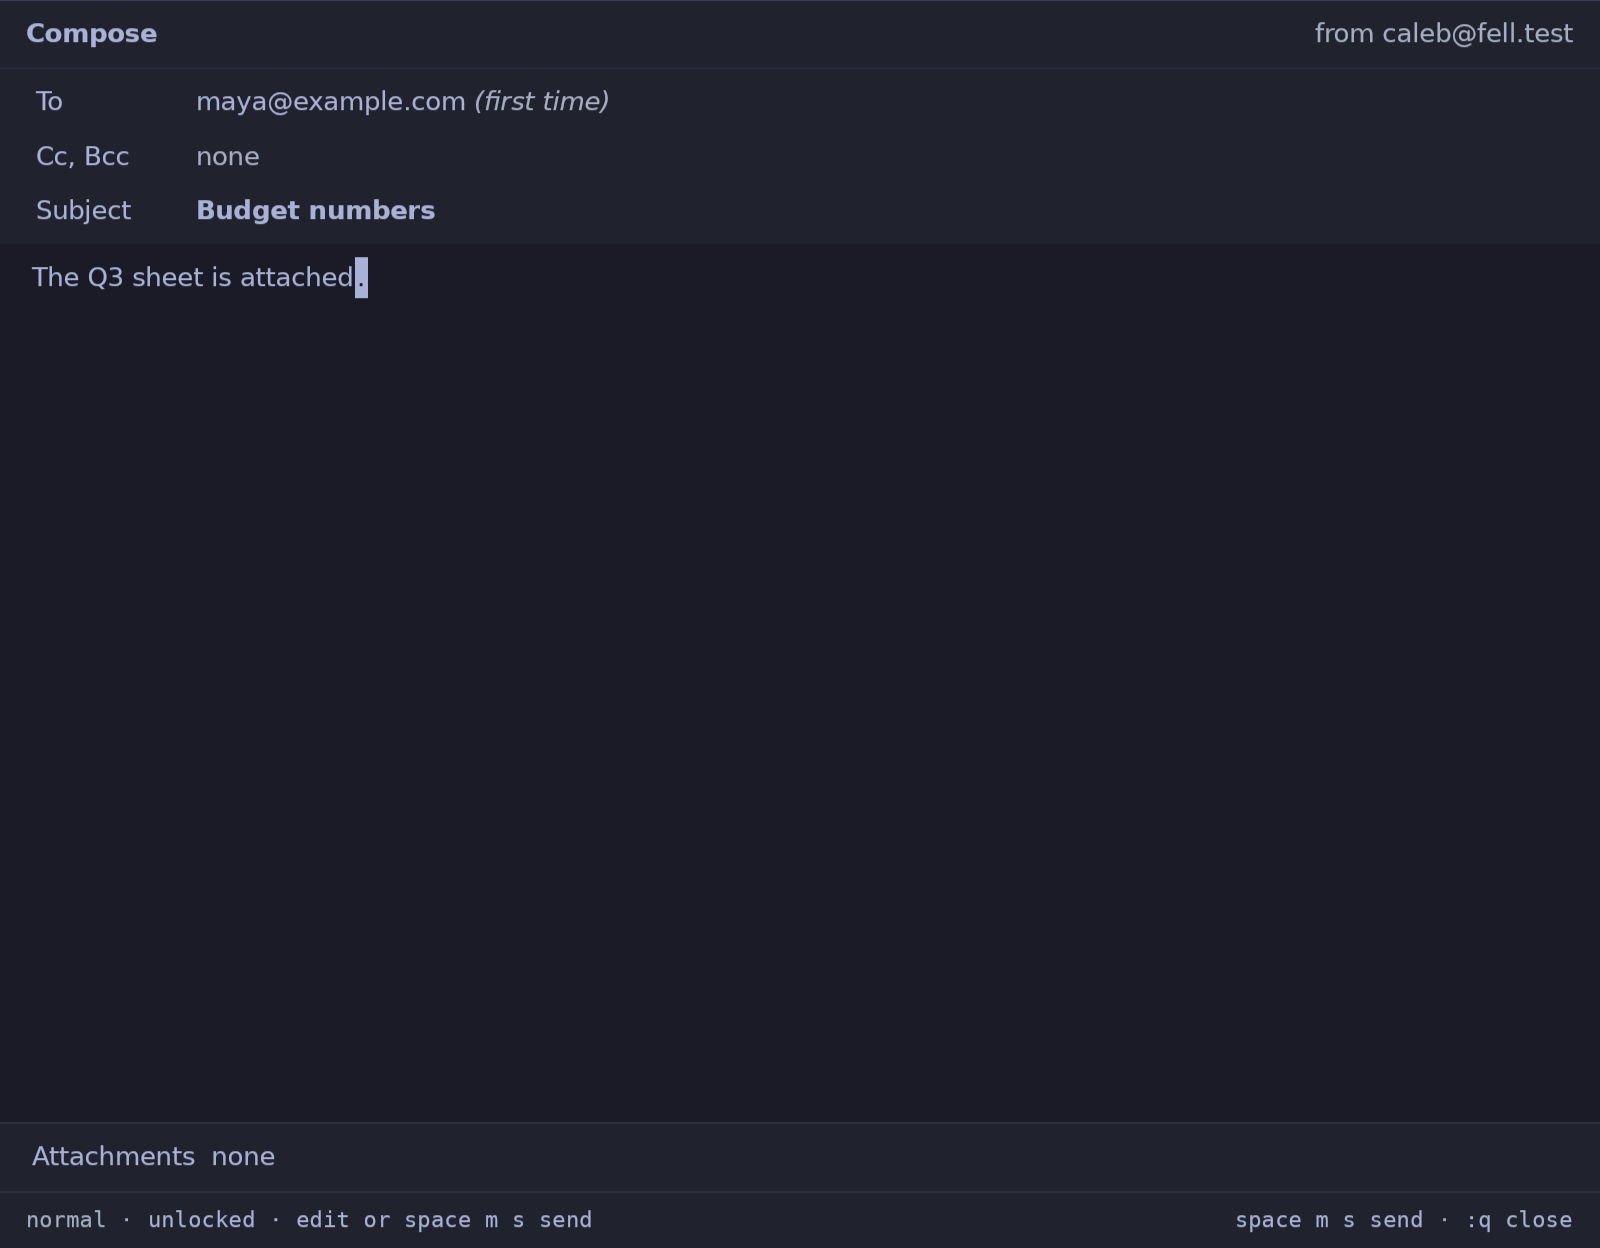 Compose from caleb@fell.test
To maya@example.com (first time)
Cc, Bcc none
Subject Budget numbers
The Q3 sheet is attached.
Attachments none
normal · unlocked · edit or space m s send space m s send · :q close